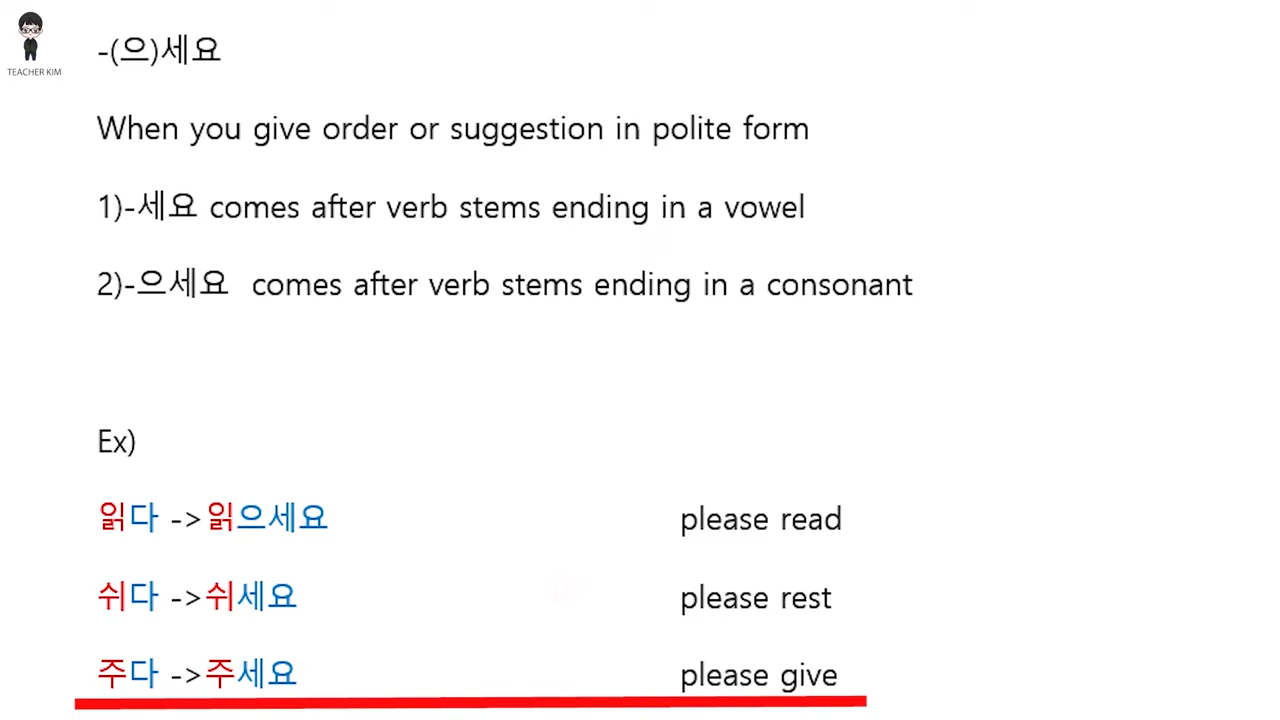 TEACHER KIM
-(으)세요
When you give order or suggestion in polite form
1)-세요 comes after verb stems ending in a vowel
2)-으세요 comes after verb stems ending in a consonant
Ex)
읽다 ->읽으세요 please read
쉬다 ->쉬세요 please rest
주다 ->주세요 please give